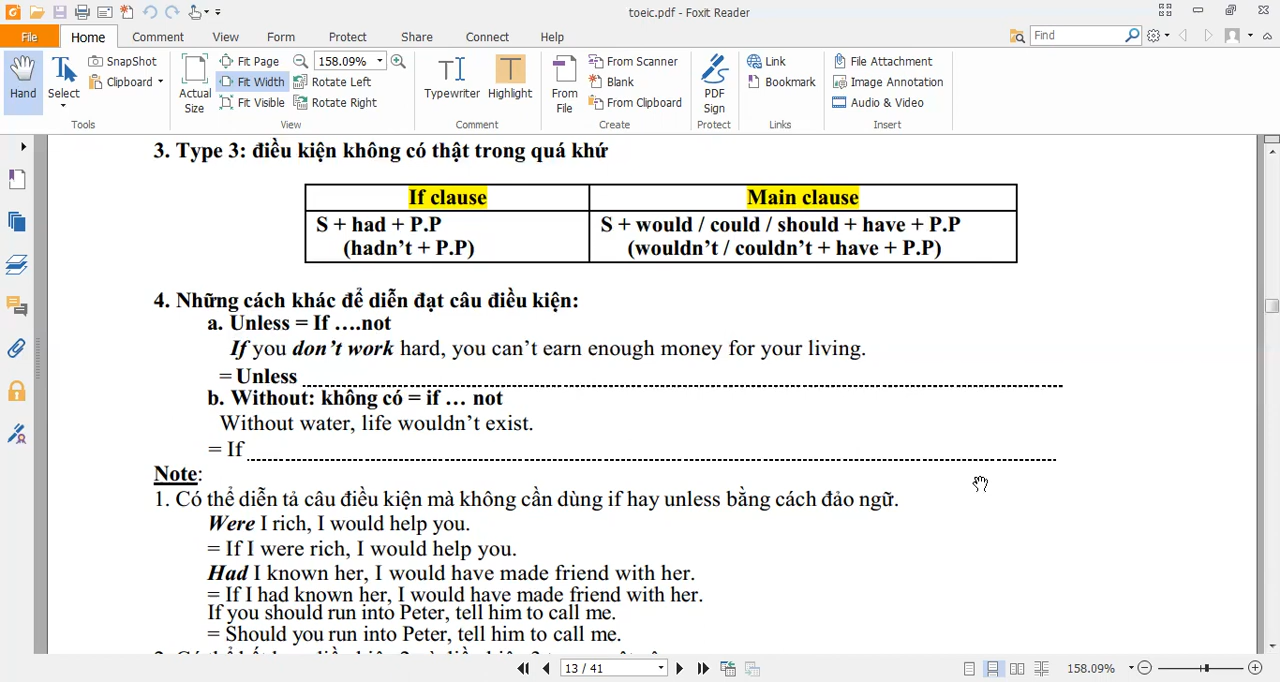 toeic.pdf - Foxit Reader
File Home Comment View Form Protect Share Connect Help
Find
Hand
Select
SnapShot
Clipboard
Actual Size
Fit Page
Fit Width
Fit Visible
158.09%
Rotate Left
Rotate Right
Typewriter
Highlight
From File
From Scanner
Blank
From Clipboard
PDF Sign
Link
Bookmark
File Attachment
Image Annotation
Audio & Video
Tools View Comment Create Protect Links Insert
3. Type 3: điều kiện không có thật trong quá khứ
If clause Main clause
S + had + P.P S + would / could / should + have + P.P
(hadn't + P.P) (wouldn't / couldn't + have + P.P)
4. Những cách khác để diễn đạt câu điều kiện:
a. Unless = If ….not
If you don't work hard, you can't earn enough money for your living.
= Unless
b. Without: không có = if … not
Without water, life wouldn't exist.
= If
Note:
1. Có thể diễn tả câu điều kiện mà không cần dùng if hay unless bằng cách đảo ngữ.
Were I rich, I would help you.
= If I were rich, I would help you.
Had I known her, I would have made friend with her.
= If I had known her, I would have made friend with her.
If you should run into Peter, tell him to call me.
= Should you run into Peter, tell him to call me.
13 / 41
158.09%